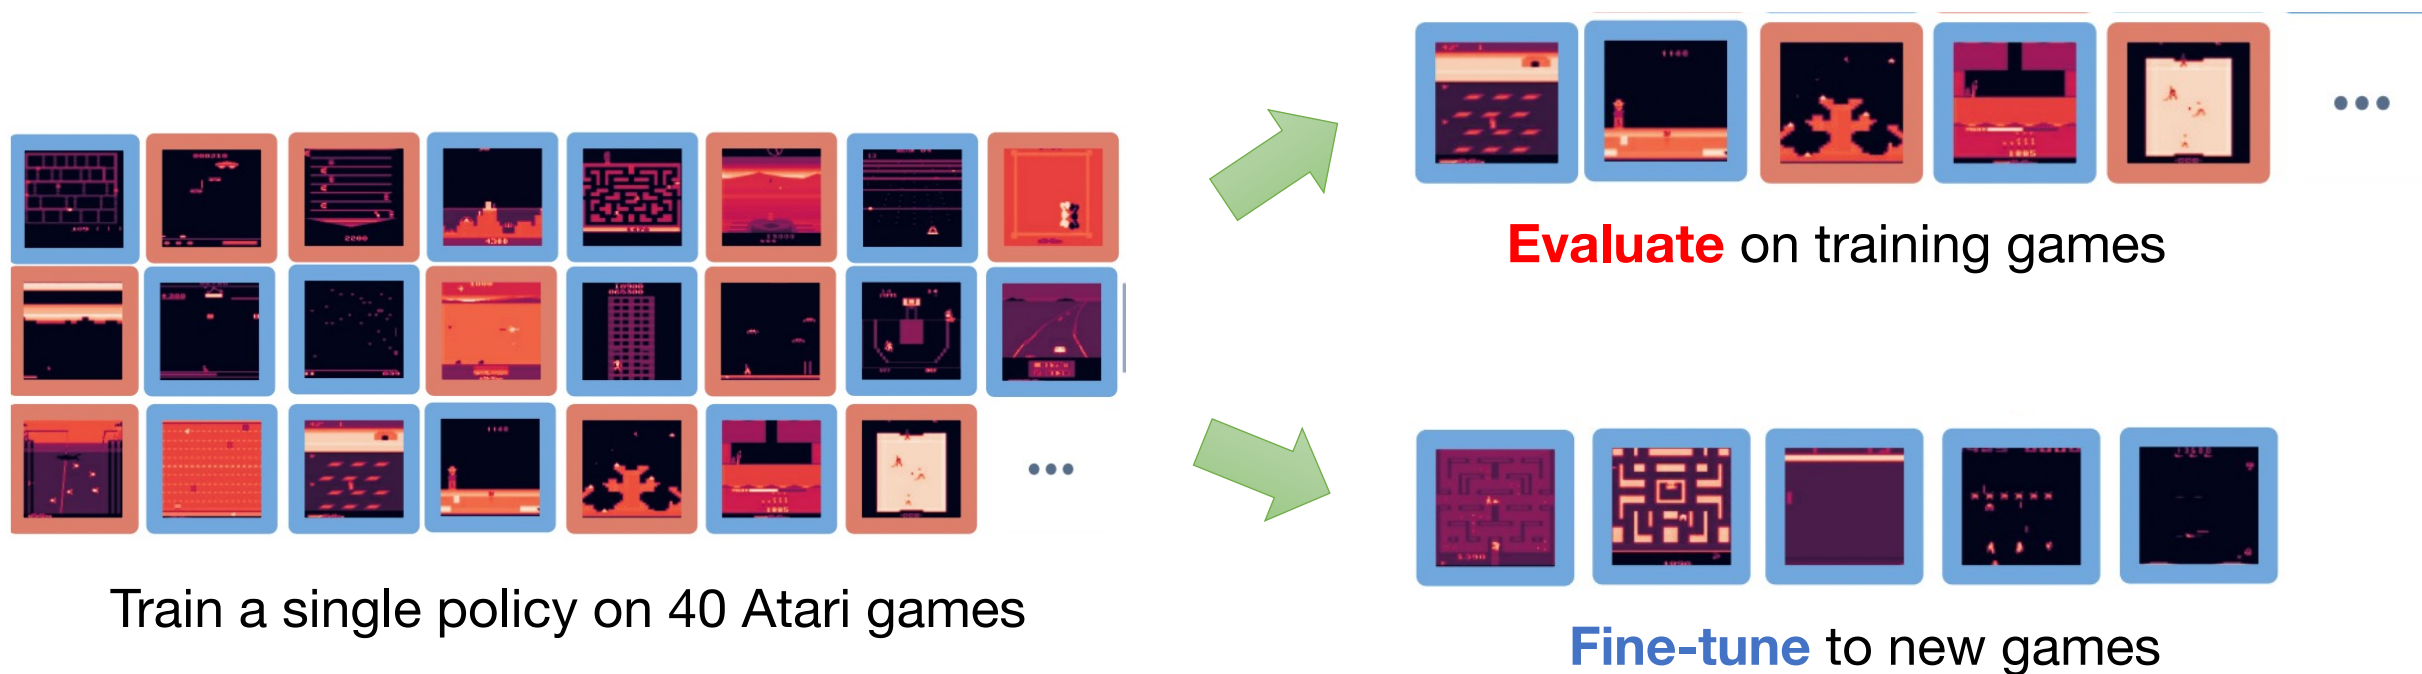 Evaluate on training games
Train a single policy on 40 Atari games
Fine-tune to new games